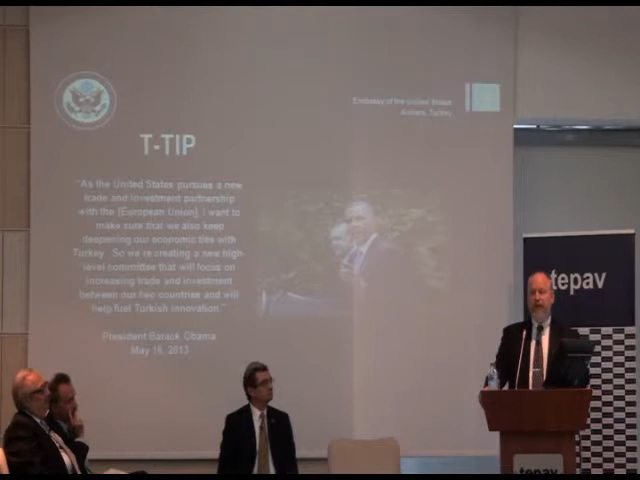 Embassy of the United States
Ankara, Turkey
T-TIP
"As the United States pursues a new
trade and investment partnership
with the [European Union], I want to
make sure that we also keep
deepening our economic ties with
Turkey. So we're creating a new high-
level committee that will focus on
increasing trade and investment
between our two countries and will
help fuel Turkish innovation."
President Barack Obama
May 16, 2013
tepav
tepav